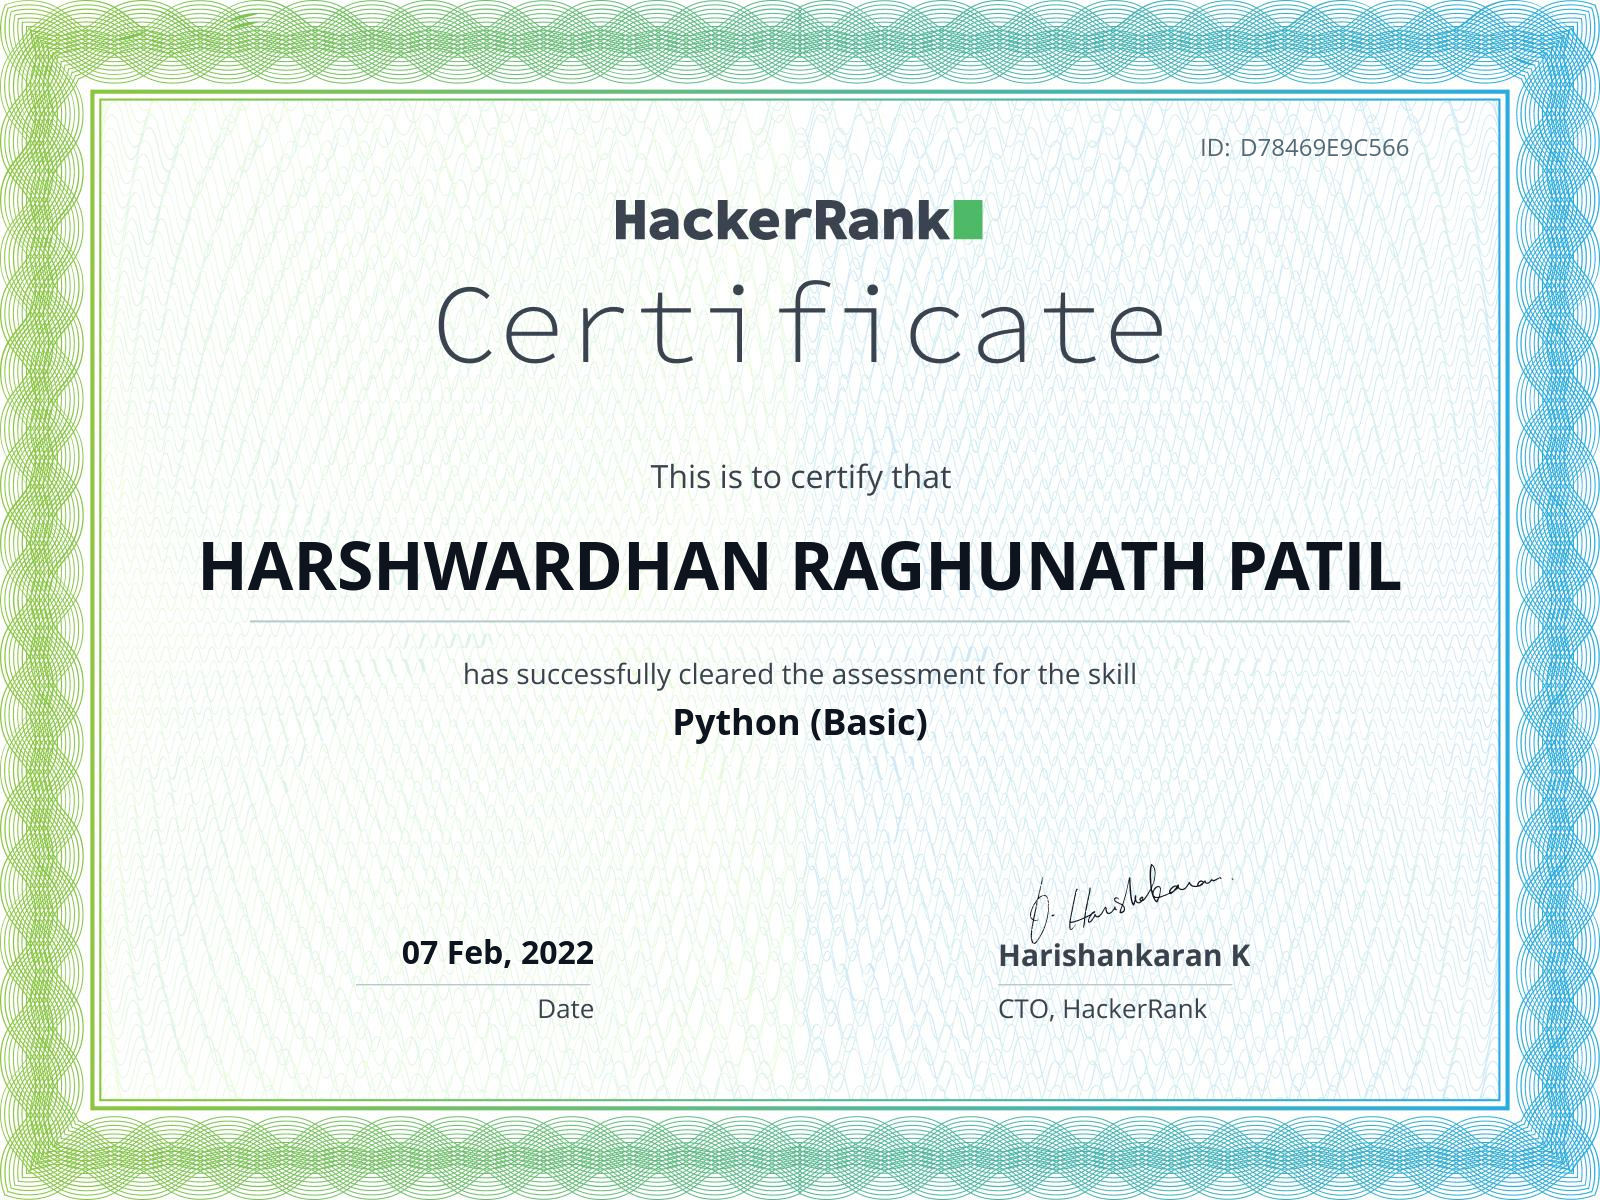 ID: D78469E9C566
HackerRank
Certificate
This is to certify that
HARSHWARDHAN RAGHUNATH PATIL
has successfully cleared the assessment for the skill
Python (Basic)
07 Feb, 2022
Date
Harishankaran K
CTO, HackerRank